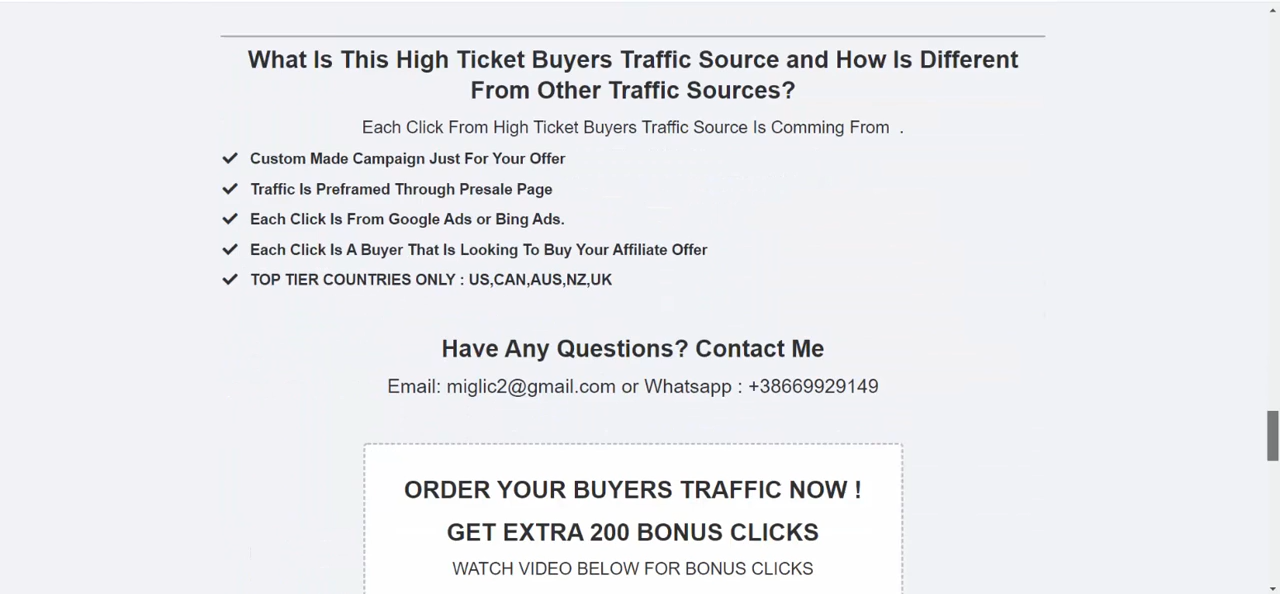 What Is This High Ticket Buyers Traffic Source and How Is Different
From Other Traffic Sources?
Each Click From High Ticket Buyers Traffic Source Is Comming From .
Custom Made Campaign Just For Your Offer
Traffic Is Preframed Through Presale Page
Each Click Is From Google Ads or Bing Ads.
Each Click Is A Buyer That Is Looking To Buy Your Affiliate Offer
TOP TIER COUNTRIES ONLY : US,CAN,AUS,NZ,UK
Have Any Questions? Contact Me
Email: miglic2@gmail.com or Whatsapp : +38669929149
ORDER YOUR BUYERS TRAFFIC NOW !
GET EXTRA 200 BONUS CLICKS
WATCH VIDEO BELOW FOR BONUS CLICKS